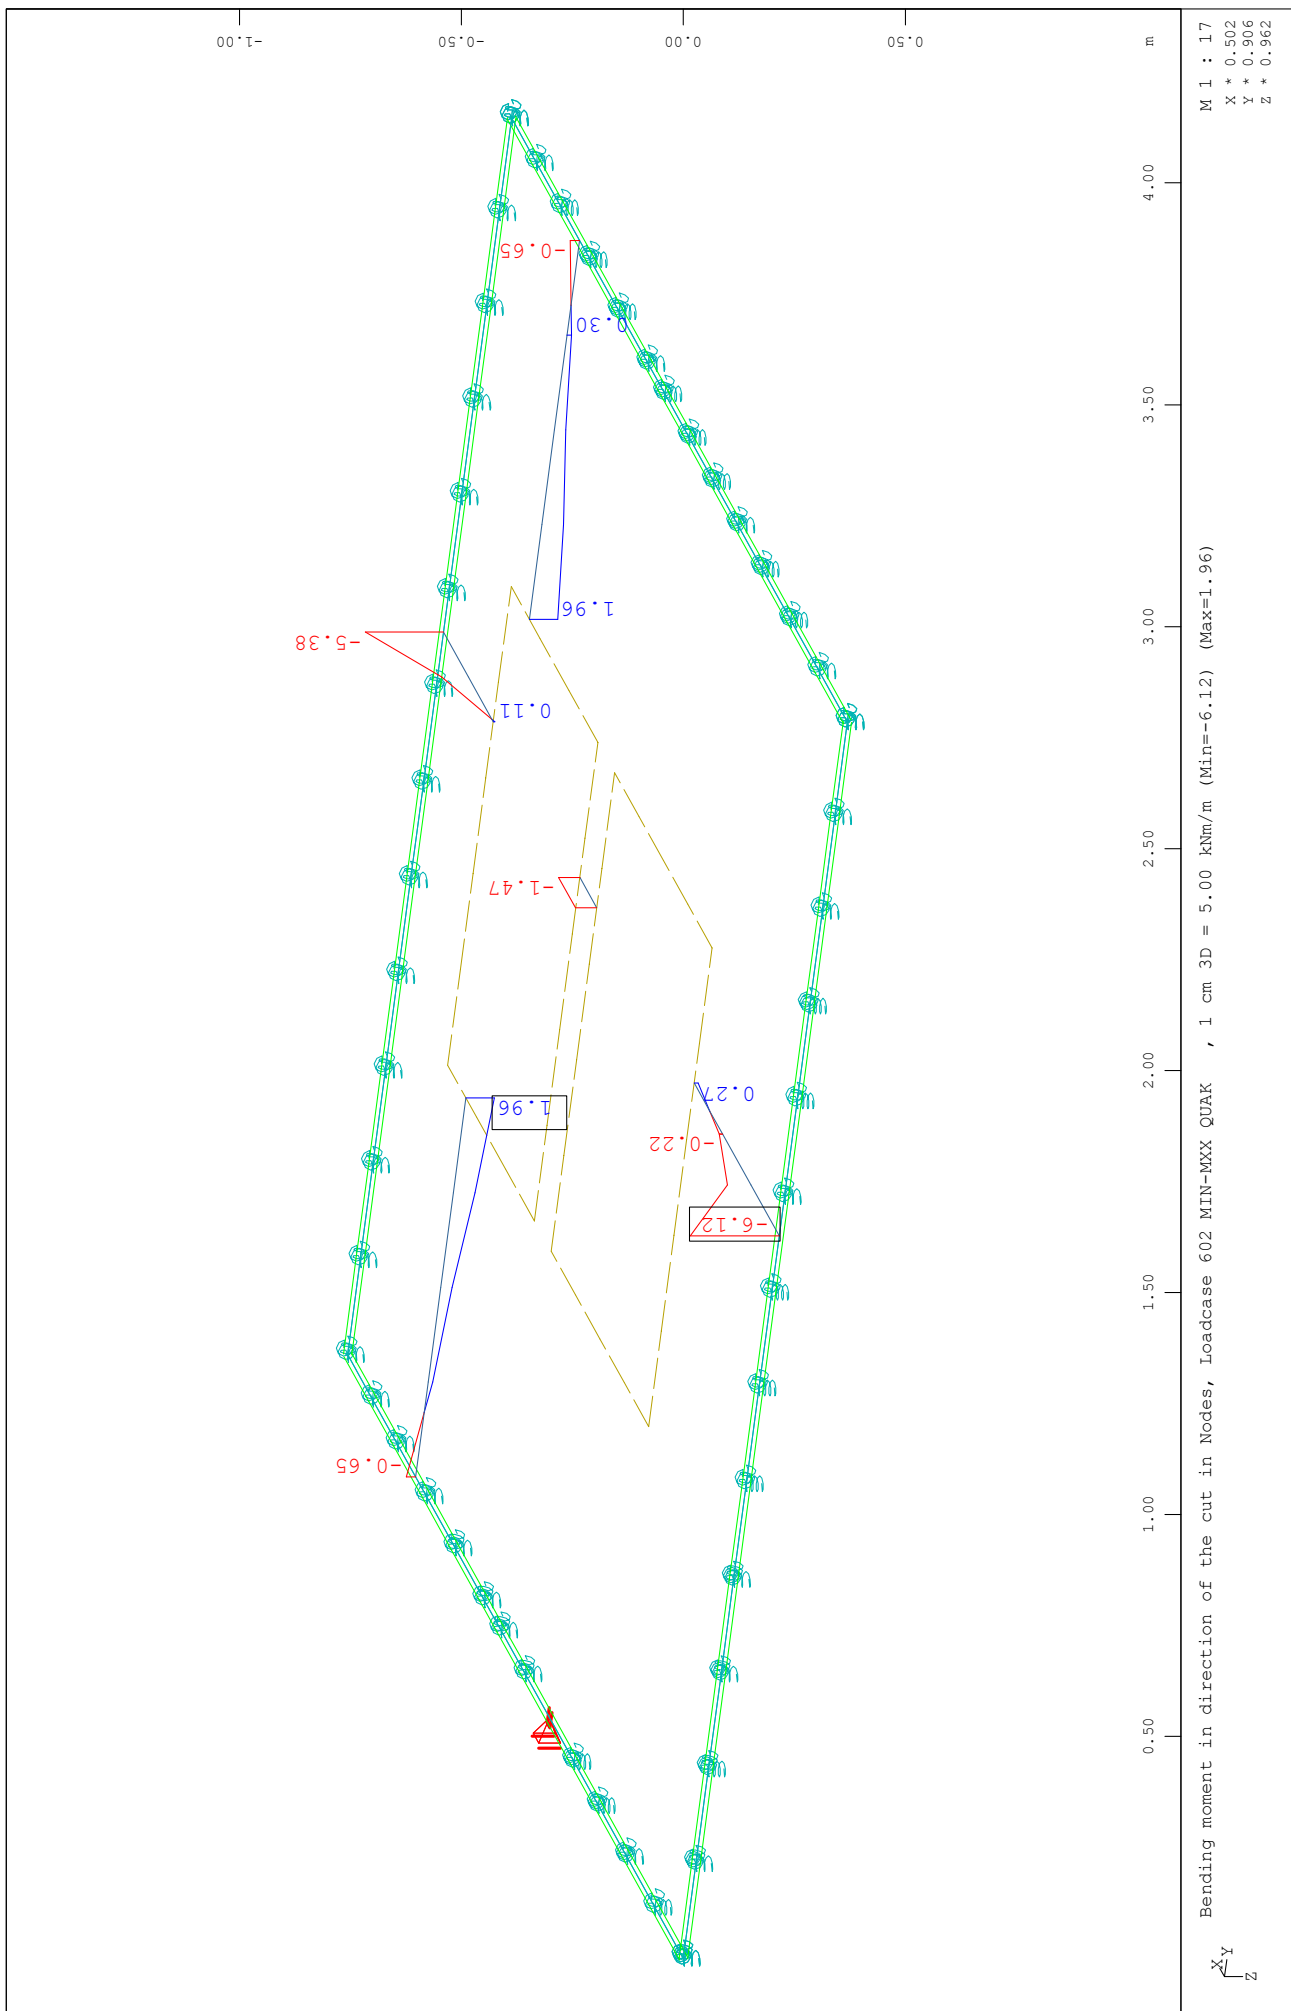 -1.00
-0.50
0.00
0.50
m
4.00
3.50
3.00
2.50
2.00
1.50
1.00
0.50
-0.65
0.30
1.96
-5.38
0.11
-1.47
1.96
0.27
-0.22
-6.12
-0.65
M 1 : 17
X * 0.502
Y * 0.906
Z * 0.962
Bending moment in direction of the cut in Nodes, Loadcase 602 MIN-MXX QUAK , 1 cm 3D = 5.00 kNm/m (Min=-6.12) (Max=1.96)
X
Y
Z